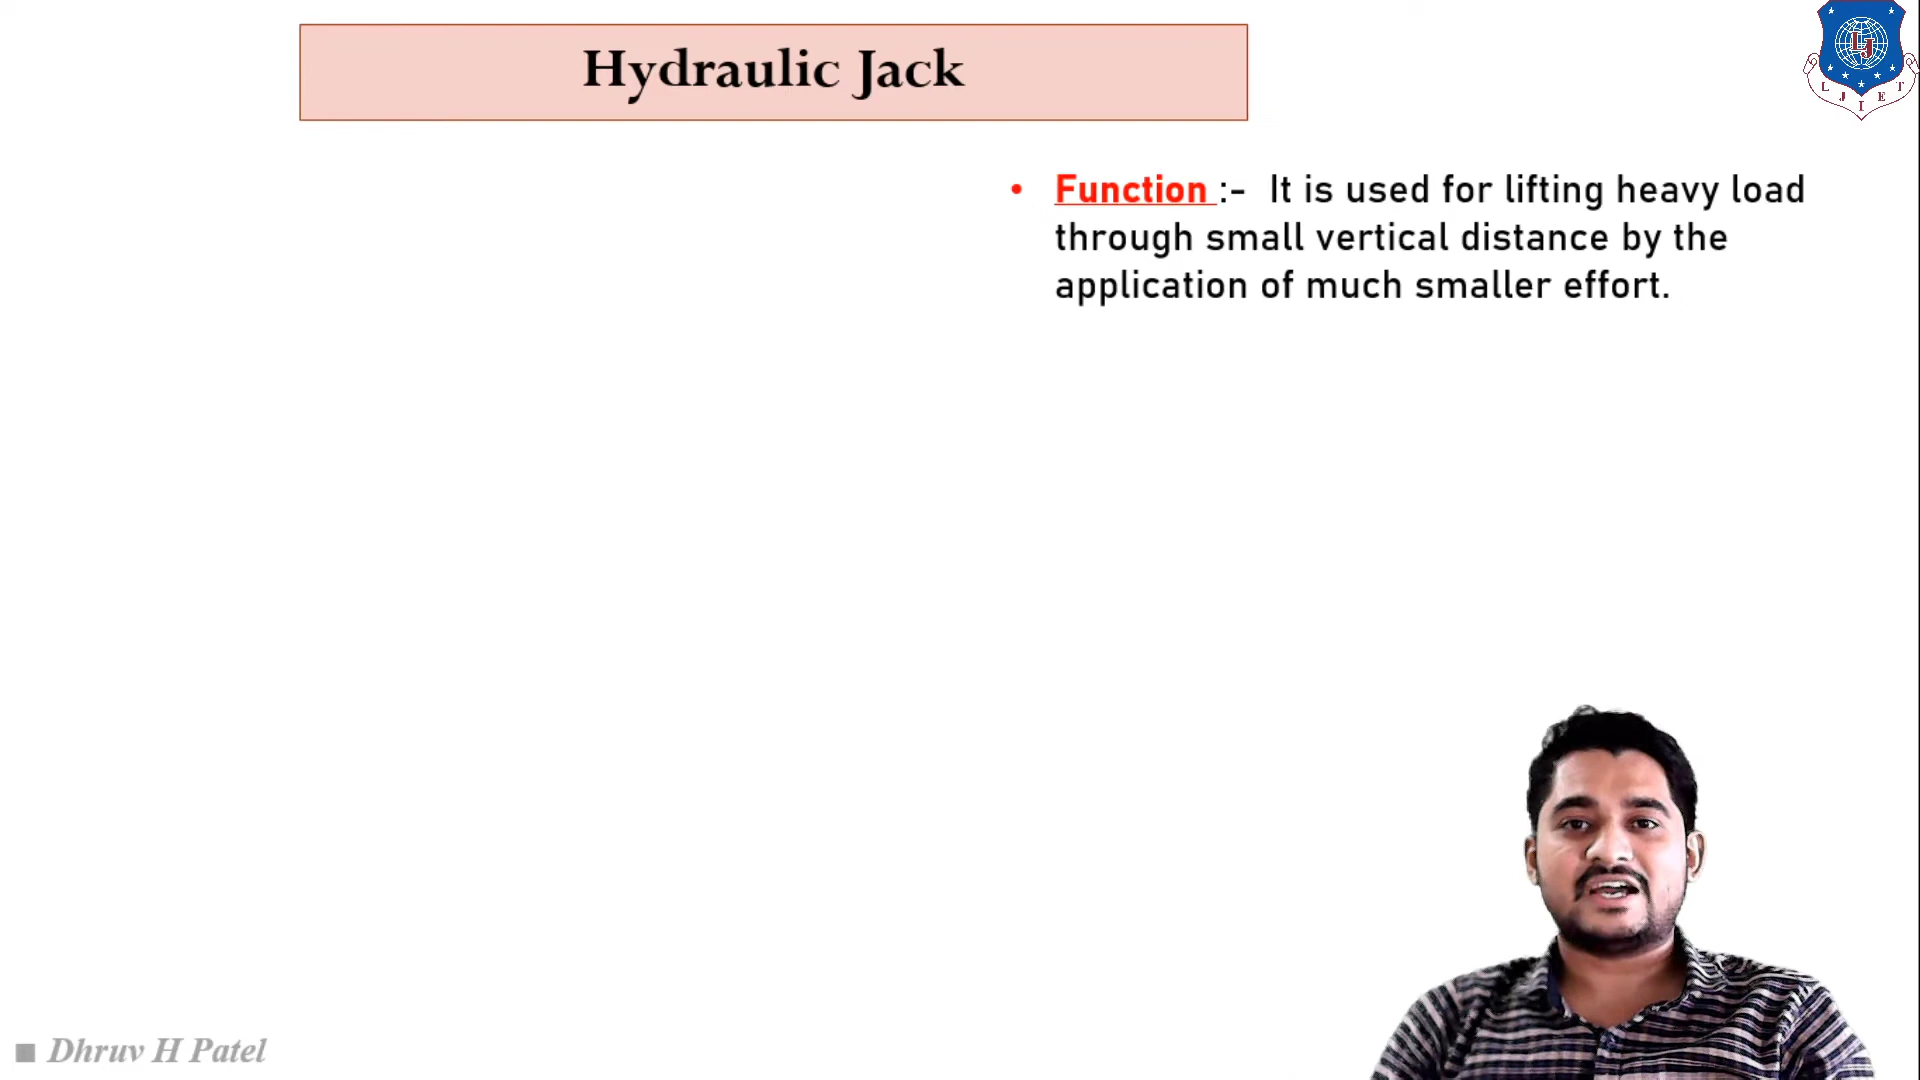 Hydraulic Jack
LJ
L J I E T
• Function :- It is used for lifting heavy load
through small vertical distance by the
application of much smaller effort.
■ Dhruv H Patel